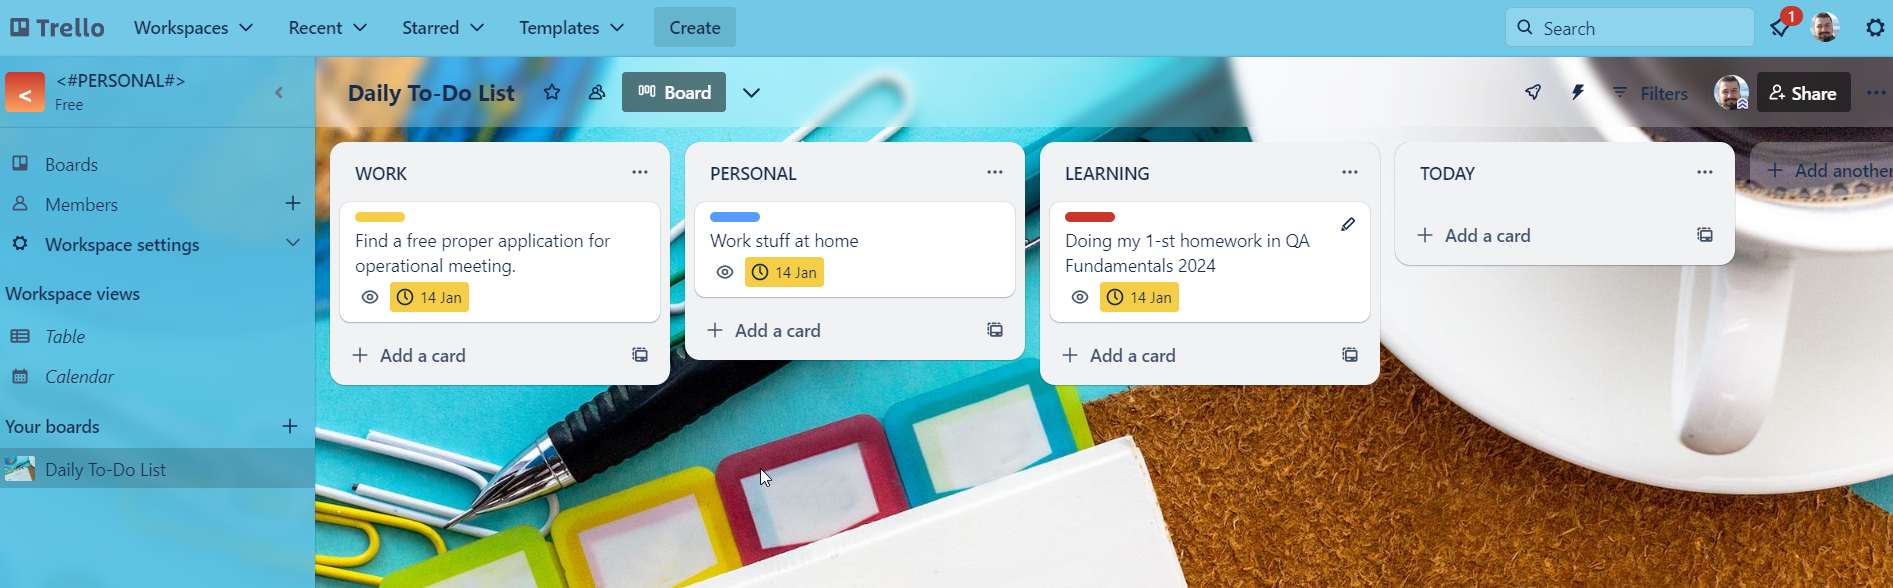 Trello Workspaces Recent Starred Templates Create Search 1
< <#PERSONAL#>
Free
Boards
Members
Workspace settings
Workspace views
Table
Calendar
Your boards
Daily To-Do List
Daily To-Do List Board Filters Share
WORK
Find a free proper application for
operational meeting.
14 Jan
Add a card
PERSONAL
Work stuff at home
14 Jan
Add a card
LEARNING
Doing my 1-st homework in QA
Fundamentals 2024
14 Jan
Add a card
TODAY
Add a card
Add another